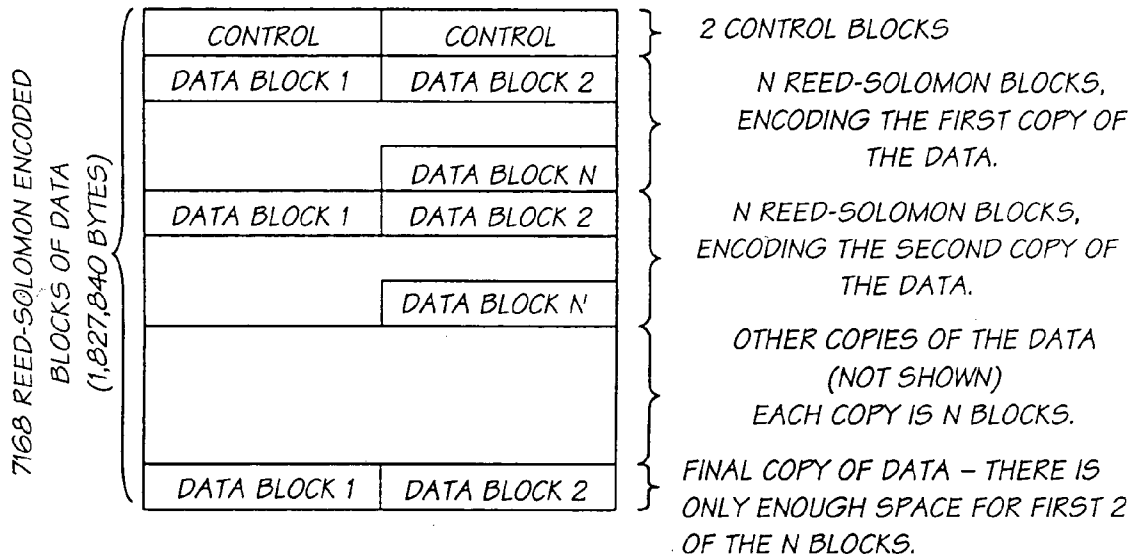 7168 REED-SOLOMON ENCODED
BLOCKS OF DATA
(1,827,840 BYTES)
CONTROL CONTROL
2 CONTROL BLOCKS
DATA BLOCK 1 DATA BLOCK 2
DATA BLOCK N
N REED-SOLOMON BLOCKS,
ENCODING THE FIRST COPY OF
THE DATA.
DATA BLOCK 1 DATA BLOCK 2
DATA BLOCK N
N REED-SOLOMON BLOCKS,
ENCODING THE SECOND COPY OF
THE DATA.
OTHER COPIES OF THE DATA
(NOT SHOWN)
EACH COPY IS N BLOCKS.
DATA BLOCK 1 DATA BLOCK 2
FINAL COPY OF DATA – THERE IS
ONLY ENOUGH SPACE FOR FIRST 2
OF THE N BLOCKS.